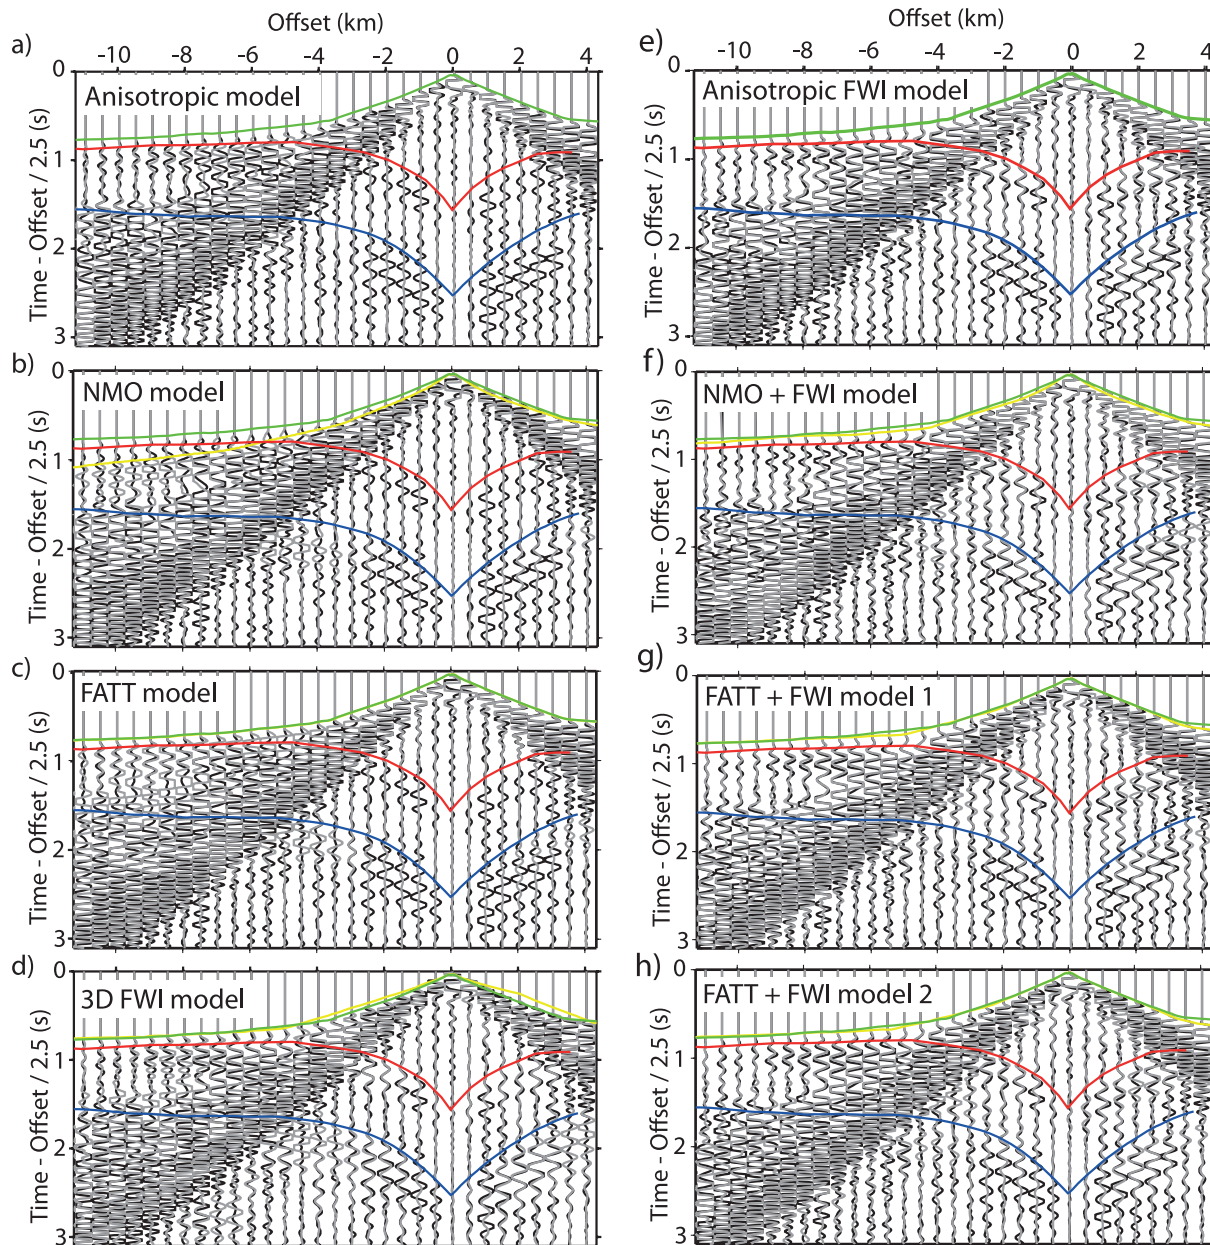 Offset (km)
a)
-10 -8 -6 -4 -2 0 2 4
0
Anisotropic model
1
2
3
Time - Offset / 2.5 (s)
b)
0
NMO model
1
2
3
Time - Offset / 2.5 (s)
c)
0
FATT model
1
2
3
Time - Offset / 2.5 (s)
d)
0
3D FWI model
1
2
3
Time - Offset / 2.5 (s)
Offset (km)
e)
-10 -8 -6 -4 -2 0 2 4
0
Anisotropic FWI model
1
2
3
Time - Offset / 2.5 (s)
f)
0
NMO + FWI model
1
2
3
Time - Offset / 2.5 (s)
g)
0
FATT + FWI model 1
1
2
3
Time - Offset / 2.5 (s)
h)
0
FATT + FWI model 2
1
2
3
Time - Offset / 2.5 (s)